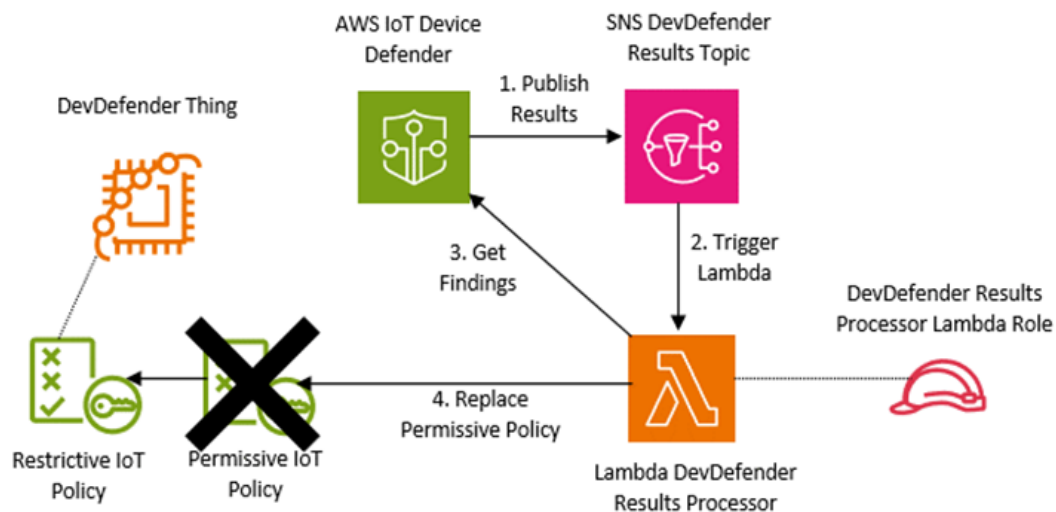 AWS IoT Device
Defender
SNS DevDefender
Results Topic
1. Publish
Results
DevDefender Thing
3. Get
Findings
2. Trigger
Lambda
DevDefender Results
Processor Lambda Role
4. Replace
Permissive Policy
Restrictive IoT
Policy
Permissive IoT
Policy
Lambda DevDefender
Results Processor